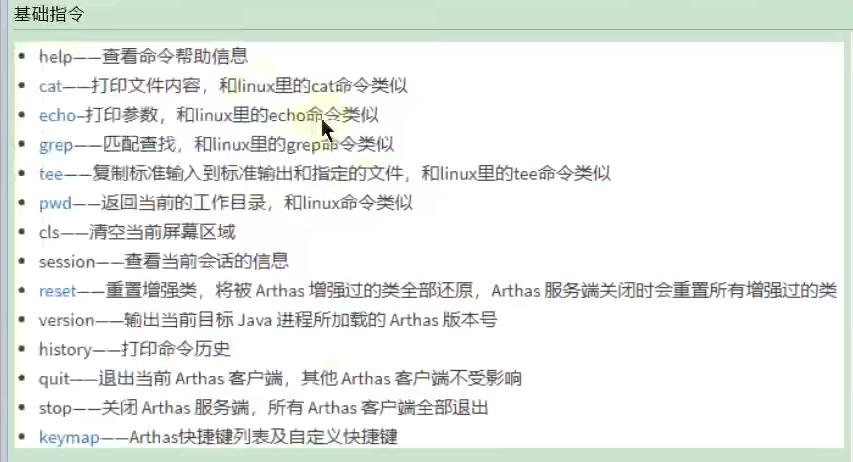 基础指令
help——查看命令帮助信息
cat——打印文件内容，和linux里的cat命令类似
echo–打印参数，和linux里的echo命令类似
grep——匹配查找，和linux里的grep命令类似
tee——复制标准输入到标准输出和指定的文件，和linux里的tee命令类似
pwd——返回当前的工作目录，和linux命令类似
cls——清空当前屏幕区域
session——查看当前会话的信息
reset——重置增强类，将被 Arthas 增强过的类全部还原，Arthas 服务端关闭时会重置所有增强过的类
version——输出当前目标 Java 进程所加载的 Arthas 版本号
history——打印命令历史
quit——退出当前 Arthas 客户端，其他 Arthas 客户端不受影响
stop——关闭 Arthas 服务端，所有 Arthas 客户端全部退出
keymap——Arthas快捷键列表及自定义快捷键